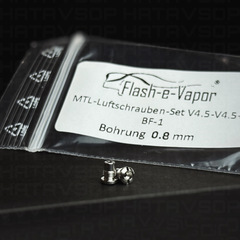 Flash-e-Vapor
MTL-Luftschrauben-Set V4.5-V4.5+
BF-1
Bohrung 0.8 mm